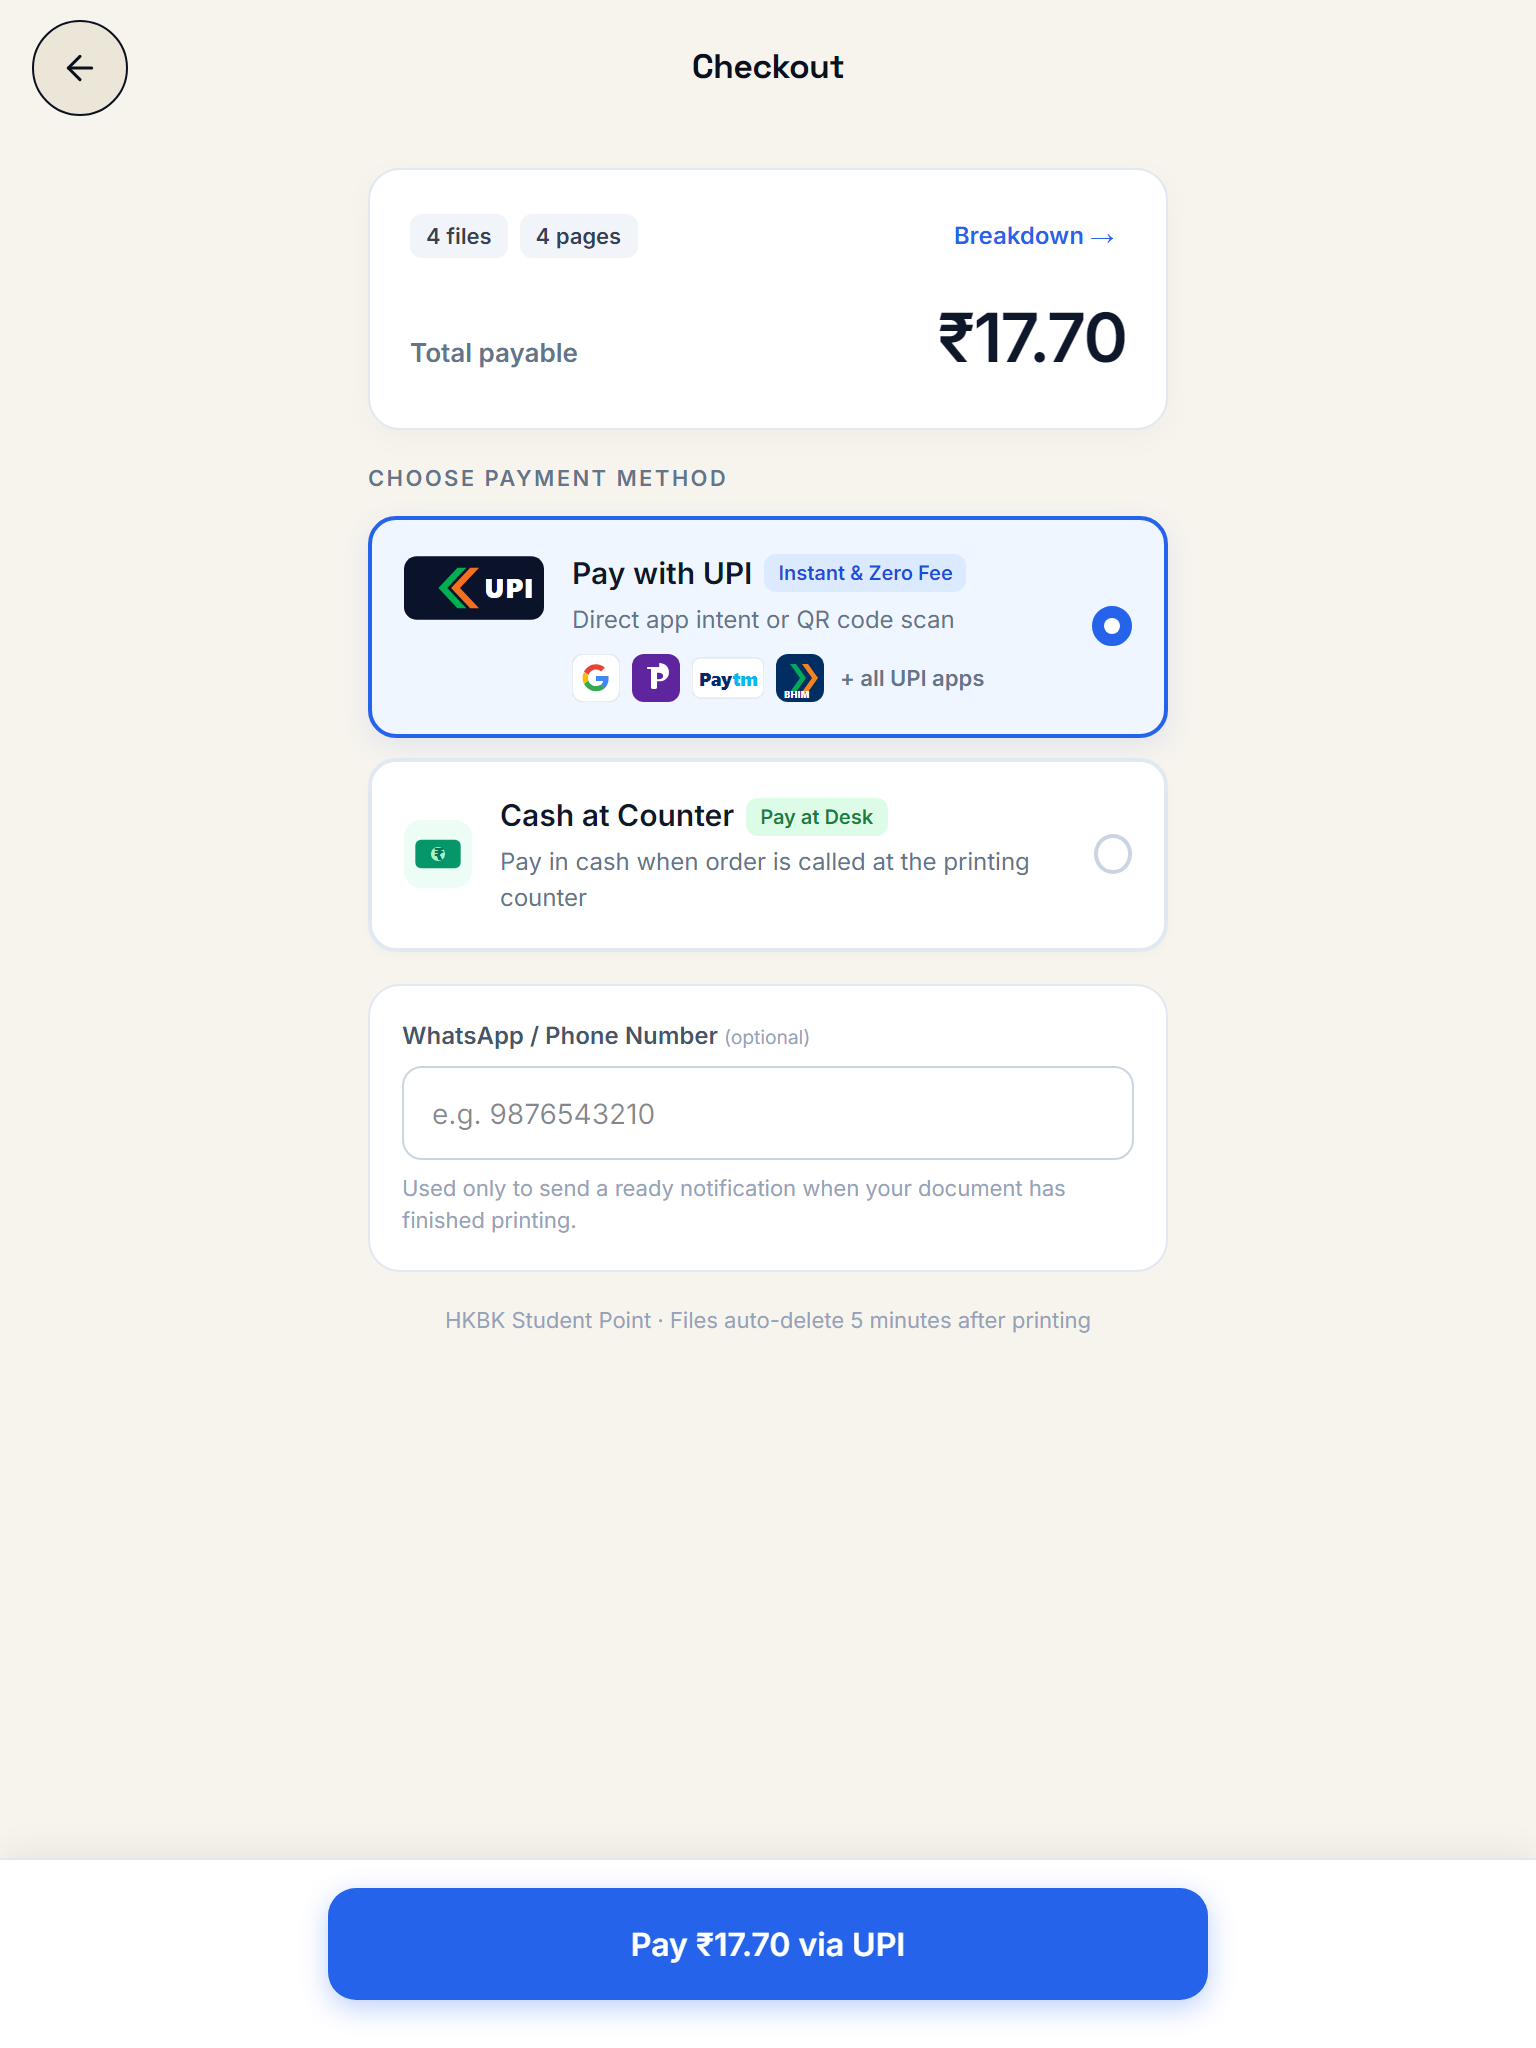 Checkout
4 files
4 pages
Breakdown →
Total payable
₹17.70
CHOOSE PAYMENT METHOD
UPI
Pay with UPI
Instant & Zero Fee
Direct app intent or QR code scan
G
P
Paytm
BHIM
+ all UPI apps
Cash at Counter
Pay at Desk
₹
Pay in cash when order is called at the printing
counter
WhatsApp / Phone Number (optional)
e.g. 9876543210
Used only to send a ready notification when your document has
finished printing.
HKBK Student Point · Files auto-delete 5 minutes after printing
Pay ₹17.70 via UPI